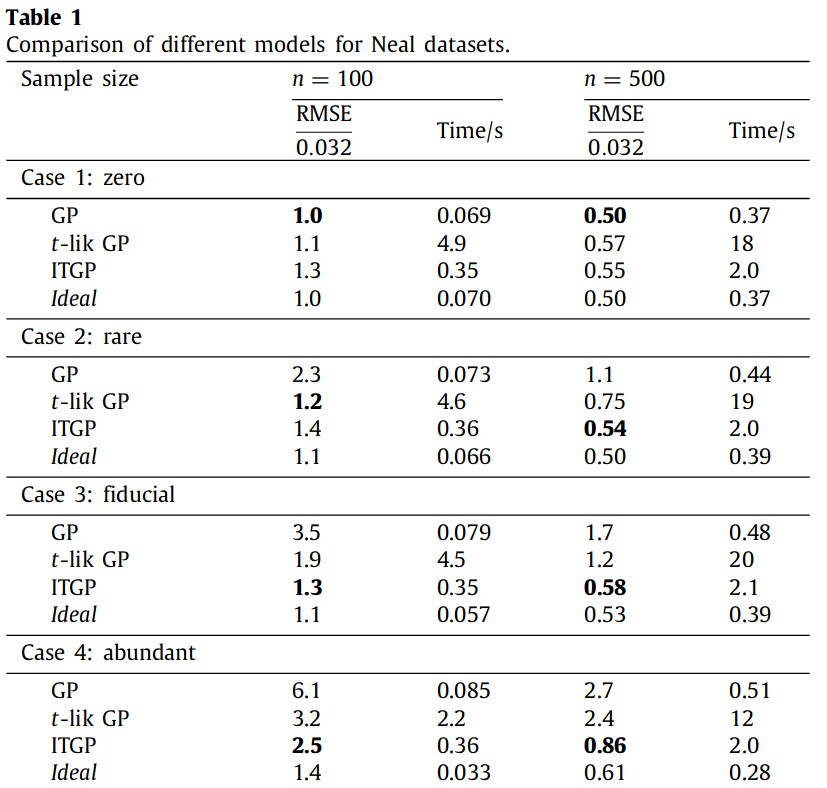 Table 1
Comparison of different models for Neal datasets.
Sample size n = 100 n = 500
RMSE/0.032 Time/s RMSE/0.032 Time/s
Case 1: zero
GP 1.0 0.069 0.50 0.37
t-lik GP 1.1 4.9 0.57 18
ITGP 1.3 0.35 0.55 2.0
Ideal 1.0 0.070 0.50 0.37
Case 2: rare
GP 2.3 0.073 1.1 0.44
t-lik GP 1.2 4.6 0.75 19
ITGP 1.4 0.36 0.54 2.0
Ideal 1.1 0.066 0.50 0.39
Case 3: fiducial
GP 3.5 0.079 1.7 0.48
t-lik GP 1.9 4.5 1.2 20
ITGP 1.3 0.35 0.58 2.1
Ideal 1.1 0.057 0.53 0.39
Case 4: abundant
GP 6.1 0.085 2.7 0.51
t-lik GP 3.2 2.2 2.4 12
ITGP 2.5 0.36 0.86 2.0
Ideal 1.4 0.033 0.61 0.28